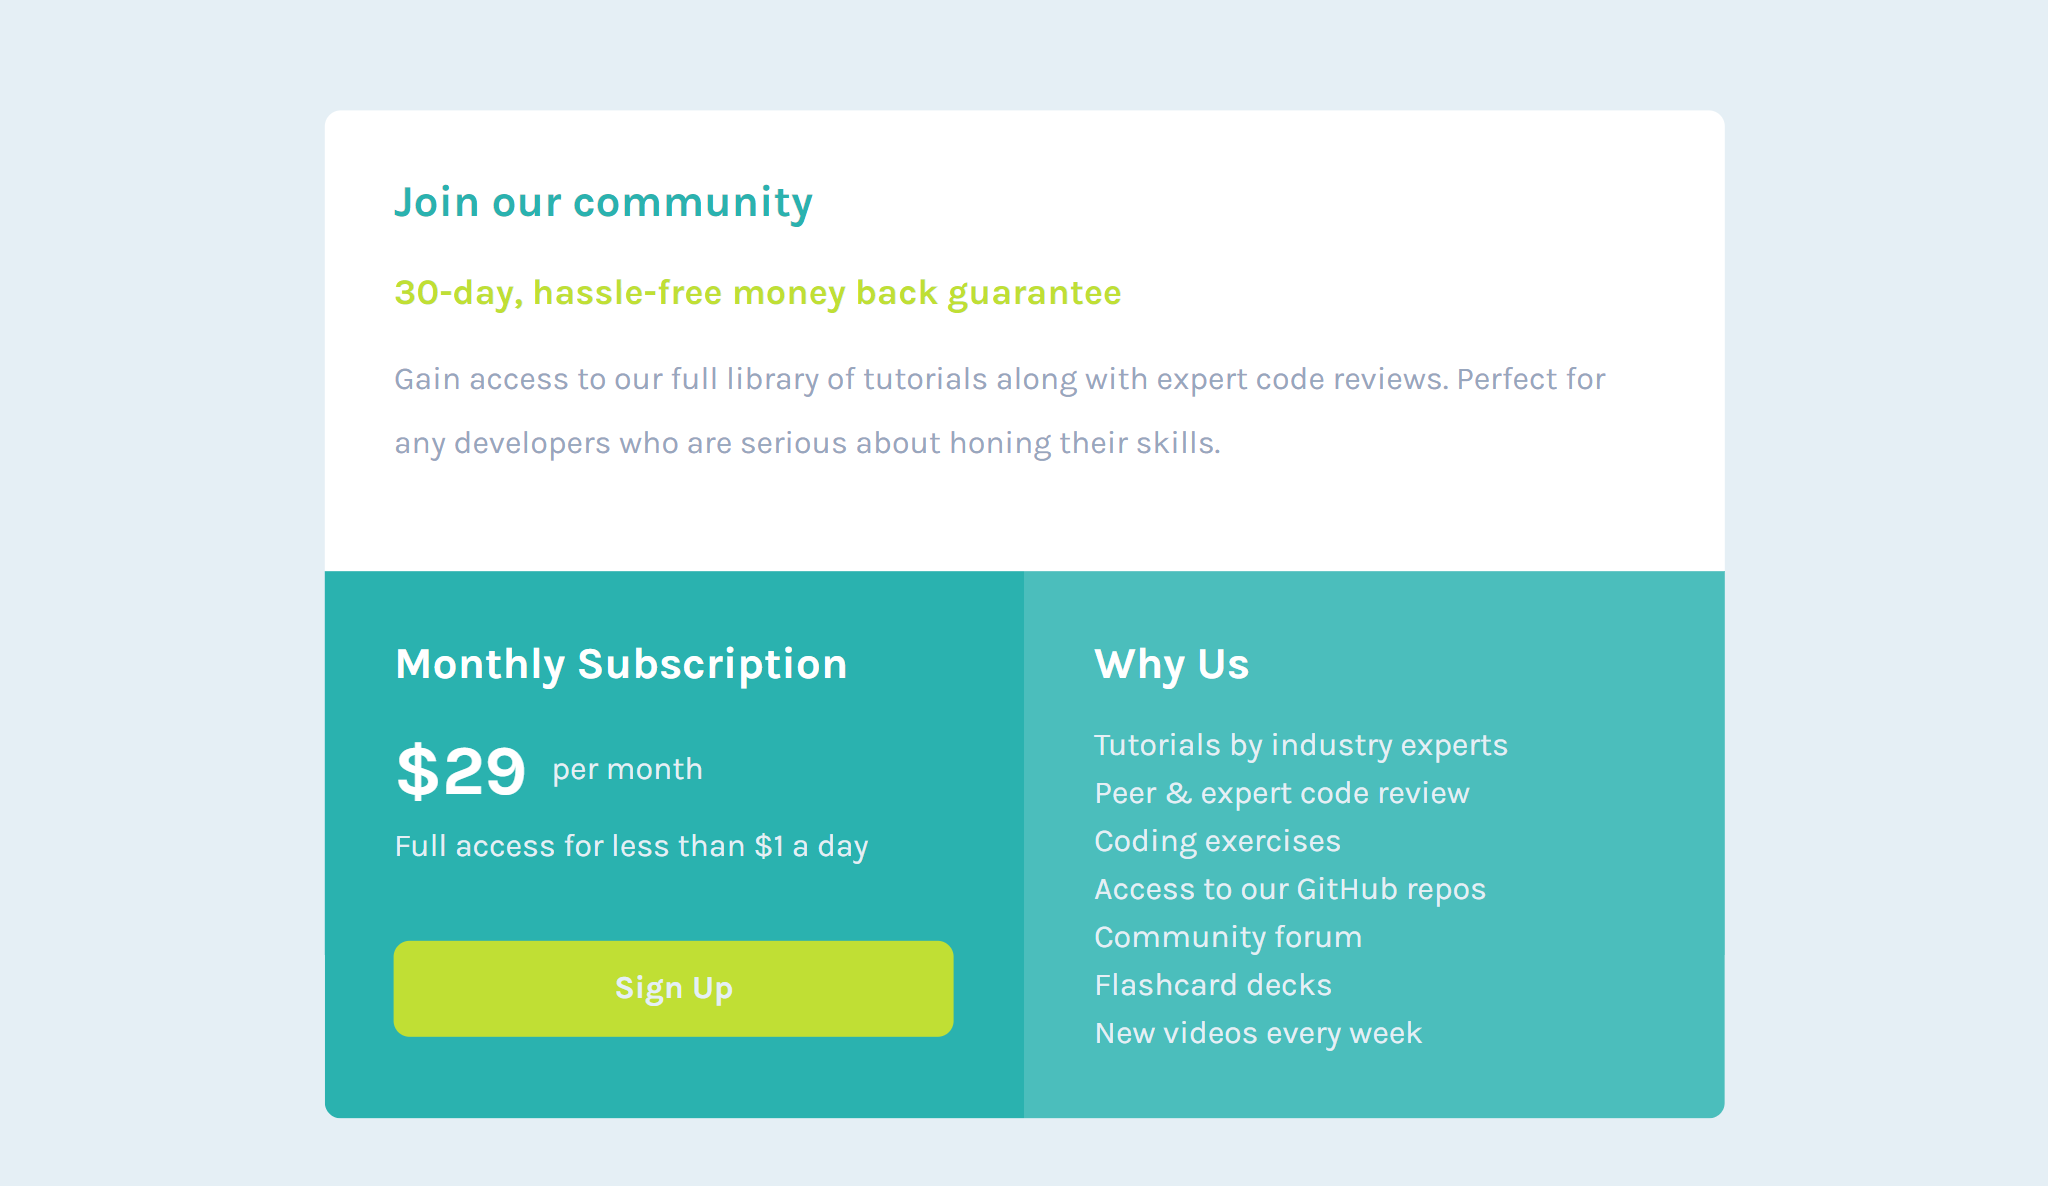 Join our community
30-day, hassle-free money back guarantee
Gain access to our full library of tutorials along with expert code reviews. Perfect for
any developers who are serious about honing their skills.
Monthly Subscription
$29 per month
Full access for less than $1 a day
Sign Up
Why Us
Tutorials by industry experts
Peer & expert code review
Coding exercises
Access to our GitHub repos
Community forum
Flashcard decks
New videos every week